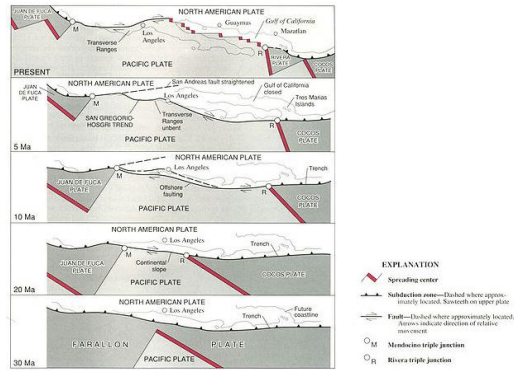 JUAN DE
FUCA PLATE
NORTH AMERICAN PLATE
M
Transverse
Ranges
Los
Angeles
Guaymas
Gulf of California
Mazatlan
PACIFIC PLATE
R
RIVERA
PLATE
COCOS
PLATE
PRESENT
JUAN
DE FUCA
PLATE
NORTH AMERICAN PLATE
San Andreas fault straightened
M
Los Angeles
Gulf of California
closed
Tres Marias
Islands
SAN GREGORIO-
HOSGRI TREND
Transverse
Ranges
unbent
PACIFIC PLATE
R
COCOS
PLATE
5 Ma
NORTH AMERICAN PLATE
M
Los Angeles
Trench
JUAN DE FUCA
PLATE
Offshore
faulting
R
COCOS
PLATE
PACIFIC PLATE
10 Ma
NORTH AMERICAN PLATE
Los Angeles
M
R
Trench
JUAN DE FUCA
PLATE
Continental
slope
COCOS PLATE
PACIFIC PLATE
20 Ma
NORTH AMERICAN PLATE
Los Angeles
Trench
Future
coastline
FARALLON PLATE
PACIFIC
PLATE
30 Ma
EXPLANATION
Spreading center
Subduction zone—Dashed where approx-
imately located. Sawteeth on upper plate
Fault—Dashed where approximately located.
Arrows indicate direction of relative
movement
M Mendocino triple junction
R Rivera triple junction